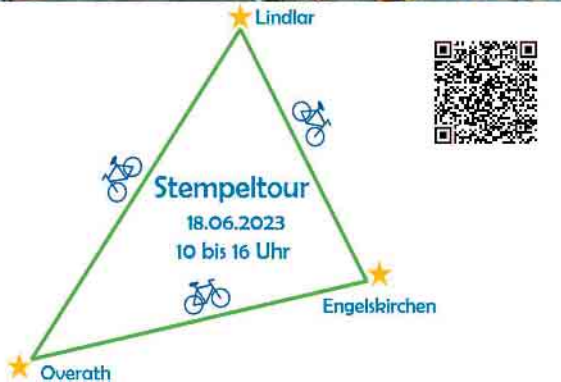 Lindlar
Stempeltour
18.06.2023
10 bis 16 Uhr
Engelskirchen
Overath